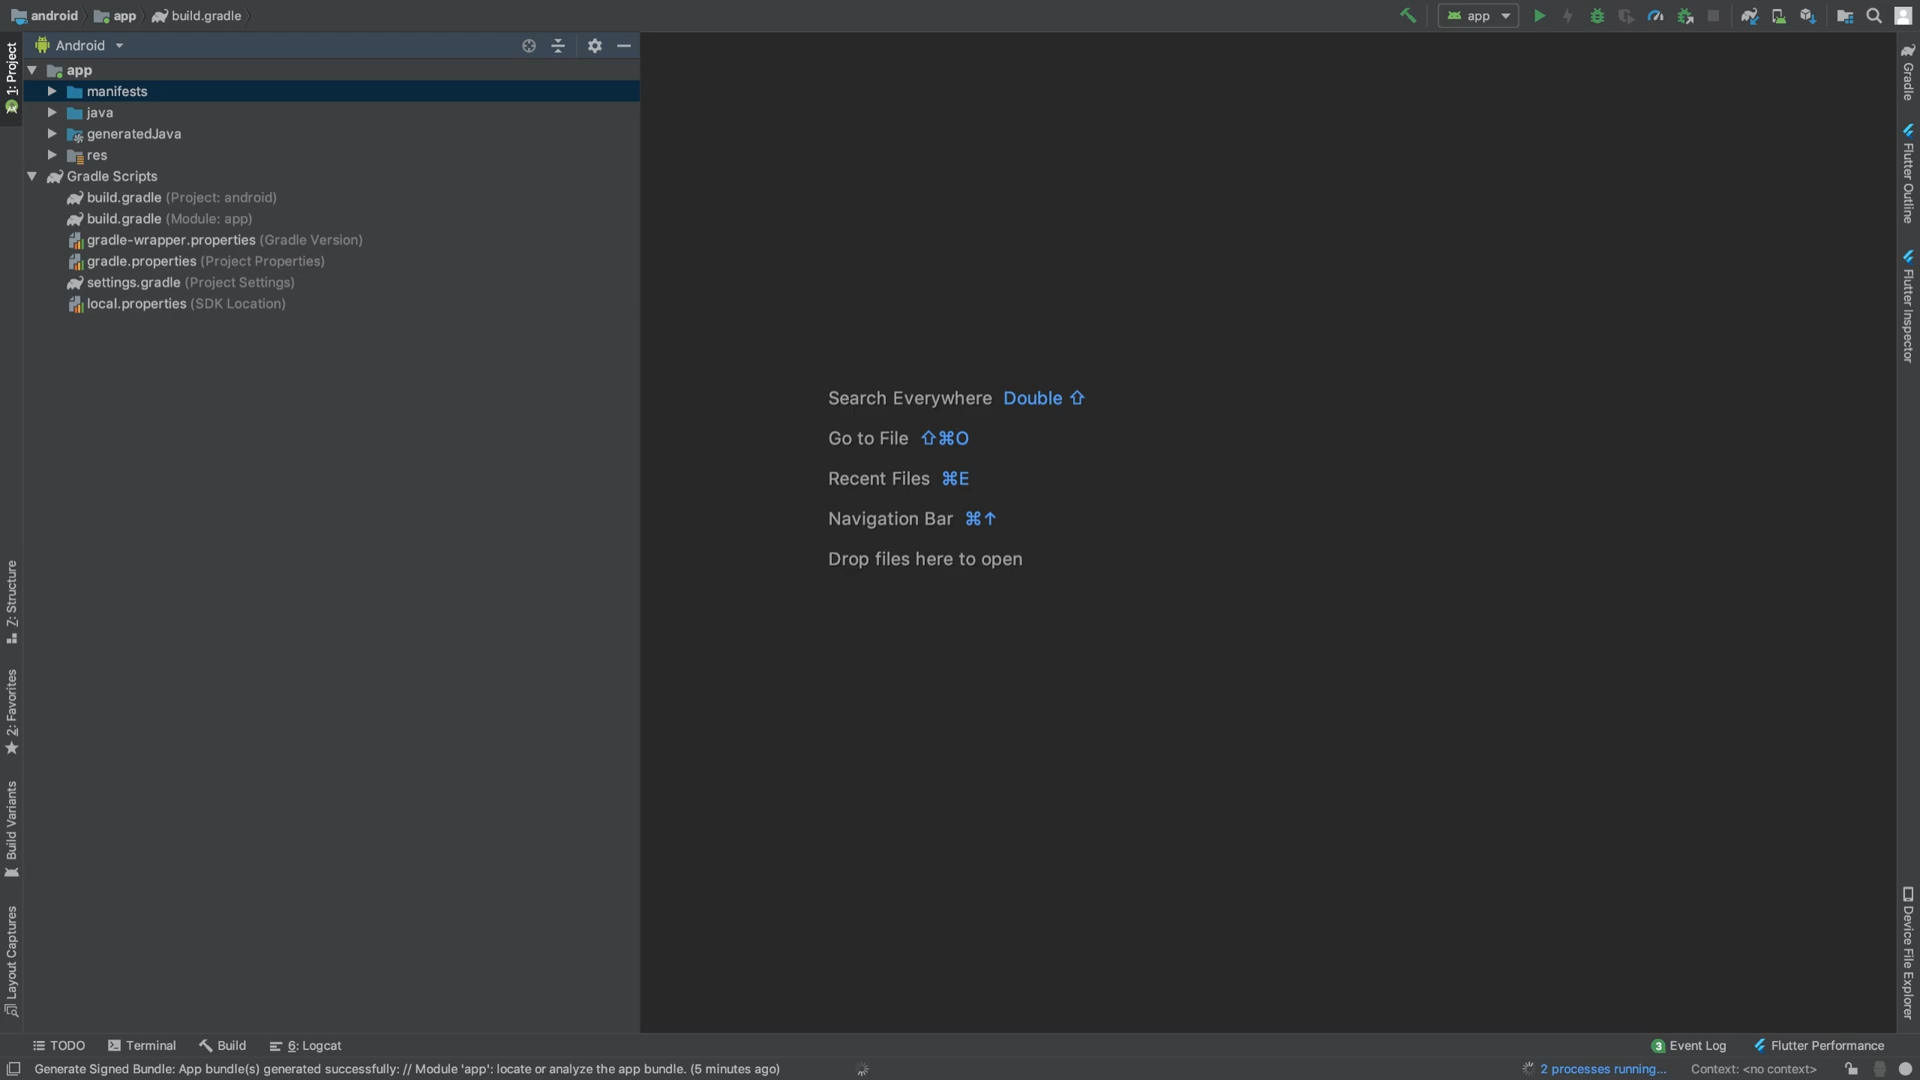 android app build.gradle
app
Android
1: Project
app
manifests
java
generatedJava
res
Gradle Scripts
build.gradle (Project: android)
build.gradle (Module: app)
gradle-wrapper.properties (Gradle Version)
gradle.properties (Project Properties)
settings.gradle (Project Settings)
local.properties (SDK Location)
Search Everywhere Double ⇧
Go to File ⇧⌘O
Recent Files ⌘E
Navigation Bar ⌘↑
Drop files here to open
Z: Structure
2: Favorites
Build Variants
Layout Captures
Gradle
Flutter Outline
Flutter Inspector
Device File Explorer
TODO Terminal Build 6: Logcat
3 Event Log Flutter Performance
Generate Signed Bundle: App bundle(s) generated successfully: // Module 'app': locate or analyze the app bundle. (5 minutes ago)
2 processes running... Context: <no context>